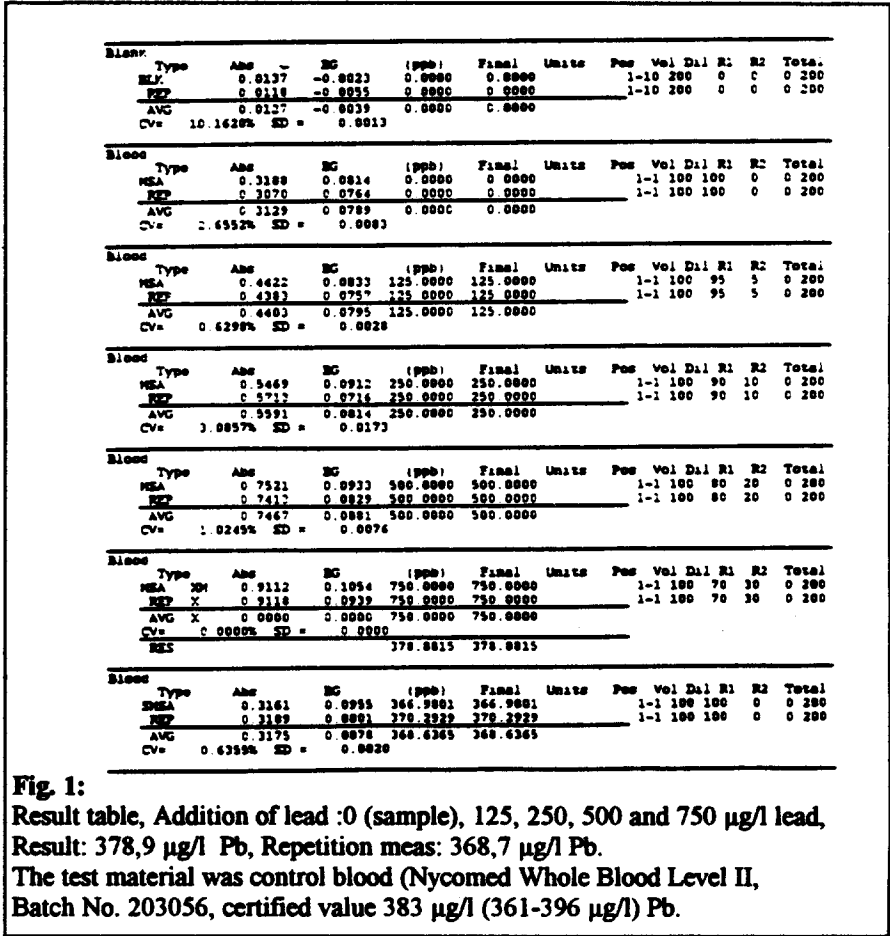 Blank
Type Abs BG (ppb) Final Units Pos Vol Dil R1 R2 Total
BLK 0.0137 -0.0023 0.0000 0.0000 1-10 200 0 0 0 200
REP 0.0118 -0.0055 0.0000 0.0000 1-10 200 0 0 0 200
AVG 0.0127 -0.0039 0.0000 0.0000
CV= 10.1628% SD = 0.0013
Blood
Type Abs BG (ppb) Final Units Pos Vol Dil R1 R2 Total
MSA 0.3188 0.0814 0.0000 0.0000 1-1 100 100 0 0 200
REP 0.3070 0.0764 0.0000 0.0000 1-1 100 100 0 0 200
AVG 0.3129 0.0789 0.0000 0.0000
CV= 2.6552% SD = 0.0083
Blood
Type Abs BG (ppb) Final Units Pos Vol Dil R1 R2 Total
MSA 0.4422 0.0833 125.0000 125.0000 1-1 100 95 5 0 200
REP 0.4383 0.0757 125.0000 125.0000 1-1 100 95 5 0 200
AVG 0.4403 0.0795 125.0000 125.0000
CV= 0.6298% SD = 0.0028
Blood
Type Abs BG (ppb) Final Units Pos Vol Dil R1 R2 Total
MSA 0.5469 0.0912 250.0000 250.0000 1-1 100 90 10 0 200
REP 0.5713 0.0716 250.0000 250.0000 1-1 100 90 10 0 200
AVG 0.5591 0.0814 250.0000 250.0000
CV= 3.0857% SD = 0.0173
Blood
Type Abs BG (ppb) Final Units Pos Vol Dil R1 R2 Total
MSA 0.7521 0.0933 500.0000 500.0000 1-1 100 80 20 0 200
REP 0.7413 0.0829 500.0000 500.0000 1-1 100 80 20 0 200
AVG 0.7467 0.0881 500.0000 500.0000
CV= 1.0245% SD = 0.0076
Blood
Type Abs BG (ppb) Final Units Pos Vol Dil R1 R2 Total
MSA XH 0.9112 0.1054 750.0000 750.0000 1-1 100 70 30 0 200
REP X 0.9118 0.0939 750.0000 750.0000 1-1 100 70 30 0 200
AVG X 0.0000 0.0000 750.0000 750.0000
CV= 0.0000% SD = 0.0000
RES 378.8815 378.8815
Blood
Type Abs BG (ppb) Final Units Pos Vol Dil R1 R2 Total
SMSA 0.3161 0.0955 366.9801 366.9801 1-1 100 100 0 0 200
REP 0.3189 0.0801 370.2929 370.2929 1-1 100 100 0 0 200
AVG 0.3175 0.0878 368.6365 368.6365
CV= 0.6359% SD = 0.0020
Fig. 1:
Result table, Addition of lead :0 (sample), 125, 250, 500 and 750 µg/l lead,
Result: 378,9 µg/l Pb, Repetition meas: 368,7 µg/l Pb.
The test material was control blood (Nycomed Whole Blood Level II,
Batch No. 203056, certified value 383 µg/l (361-396 µg/l) Pb.